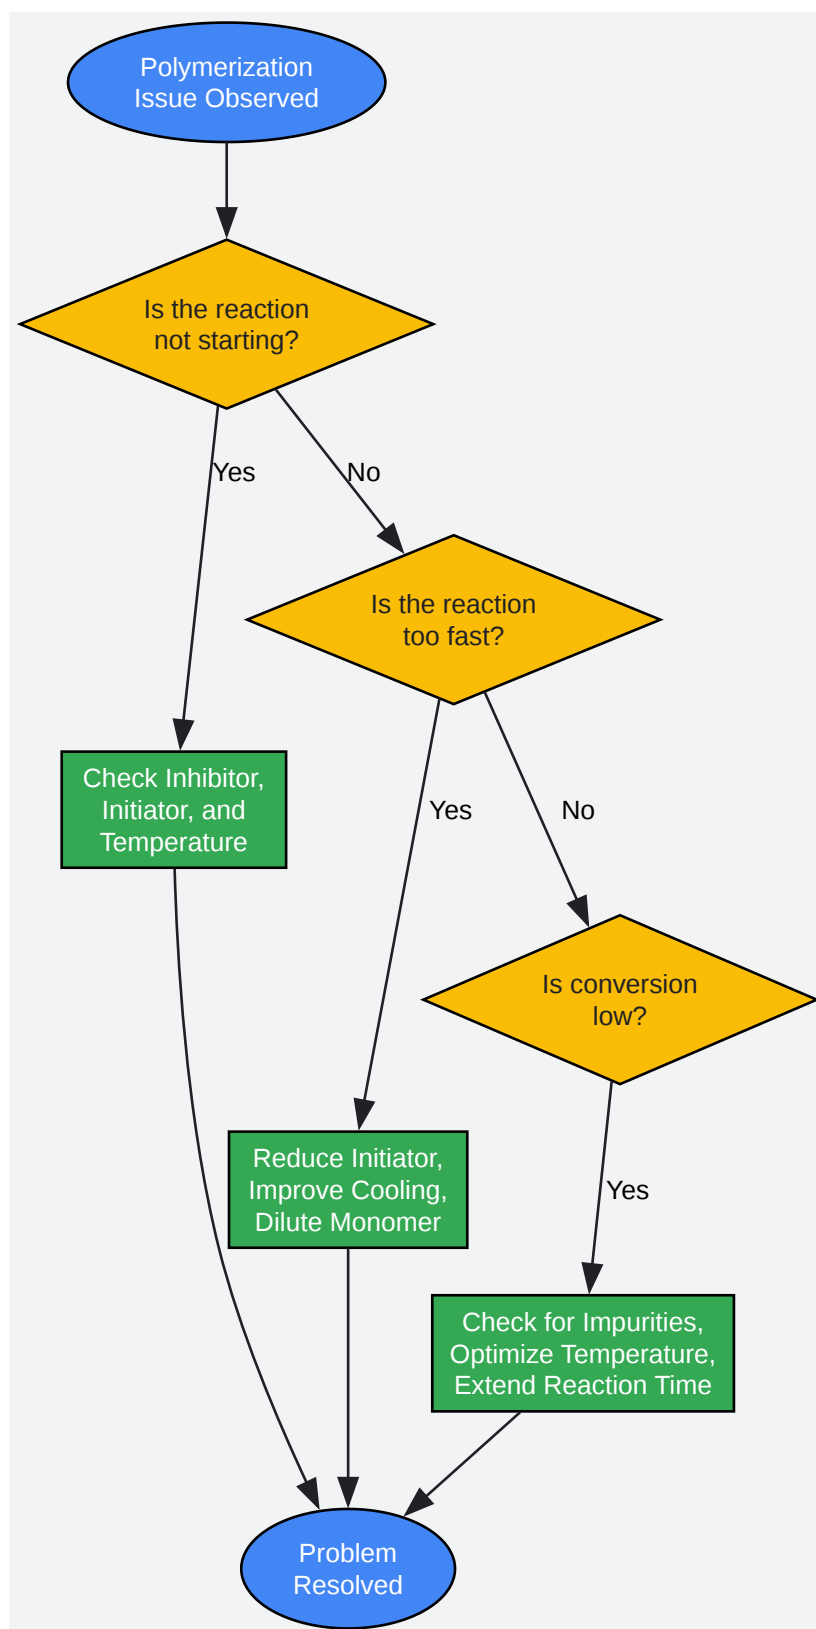 Polymerization
Issue Observed
Is the reaction
not starting?
Yes
No
Is the reaction
too fast?
Check Inhibitor,
Initiator, and
Temperature
Yes
No
Is conversion
low?
Reduce Initiator,
Improve Cooling,
Dilute Monomer
Yes
Check for Impurities,
Optimize Temperature,
Extend Reaction Time
Problem
Resolved